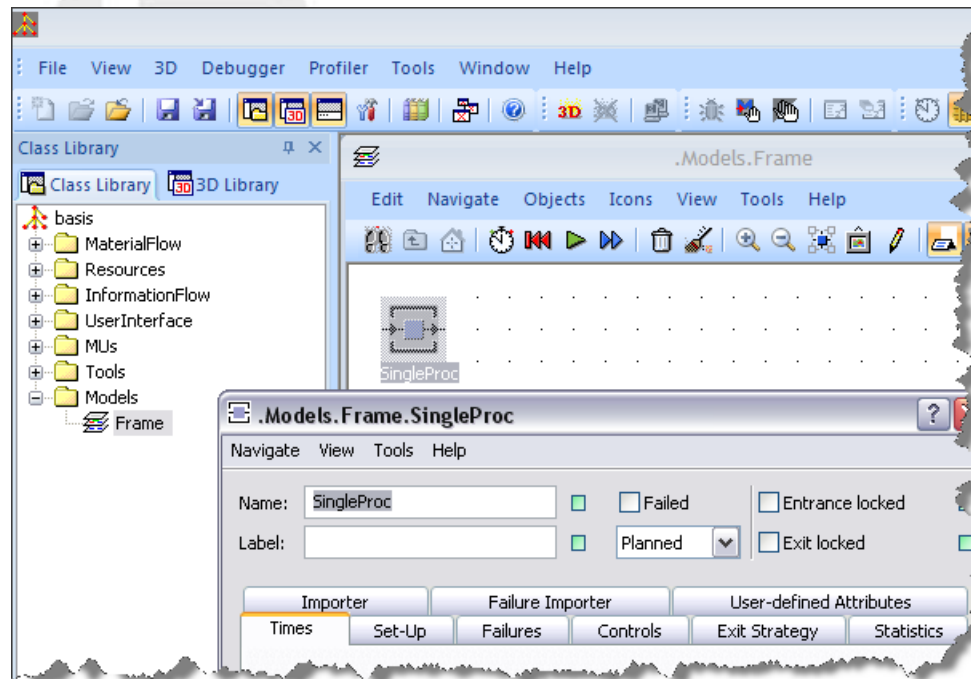 File View 3D Debugger Profiler Tools Window Help
3D
Class Library
Class Library 3D 3D Library
basis
MaterialFlow
Resources
InformationFlow
UserInterface
MUs
Tools
Models
Frame
.Models.Frame
Edit Navigate Objects Icons View Tools Help
SingleProc
.Models.Frame.SingleProc
Navigate View Tools Help
Name: SingleProc Failed Entrance locked
Label: Planned Exit locked
Importer Failure Importer User-defined Attributes
Times Set-Up Failures Controls Exit Strategy Statistics